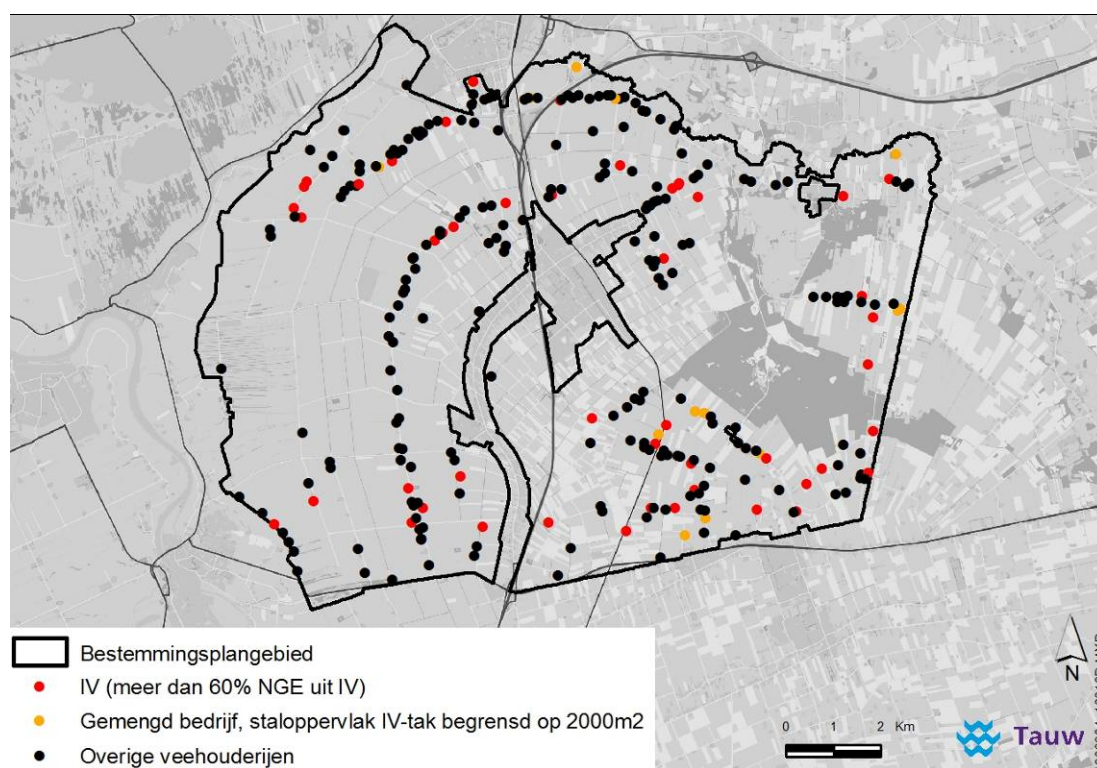 Bestemmingsplangebied
IV (meer dan 60% NGE uit IV)
Gemengd bedrijf, staloppervlak IV-tak begrensd op 2000m2
Overige veehouderijen
N
0 1 2 Km
Tauw